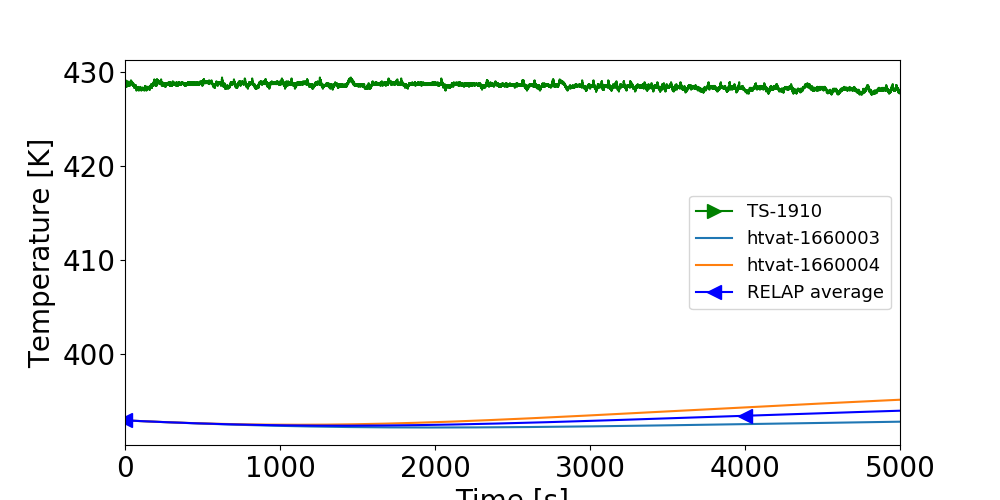 Temperature [K]
430
420
410
400
0 1000 2000 3000 4000 5000
Time [s]
TS-1910
htvat-1660003
htvat-1660004
RELAP average